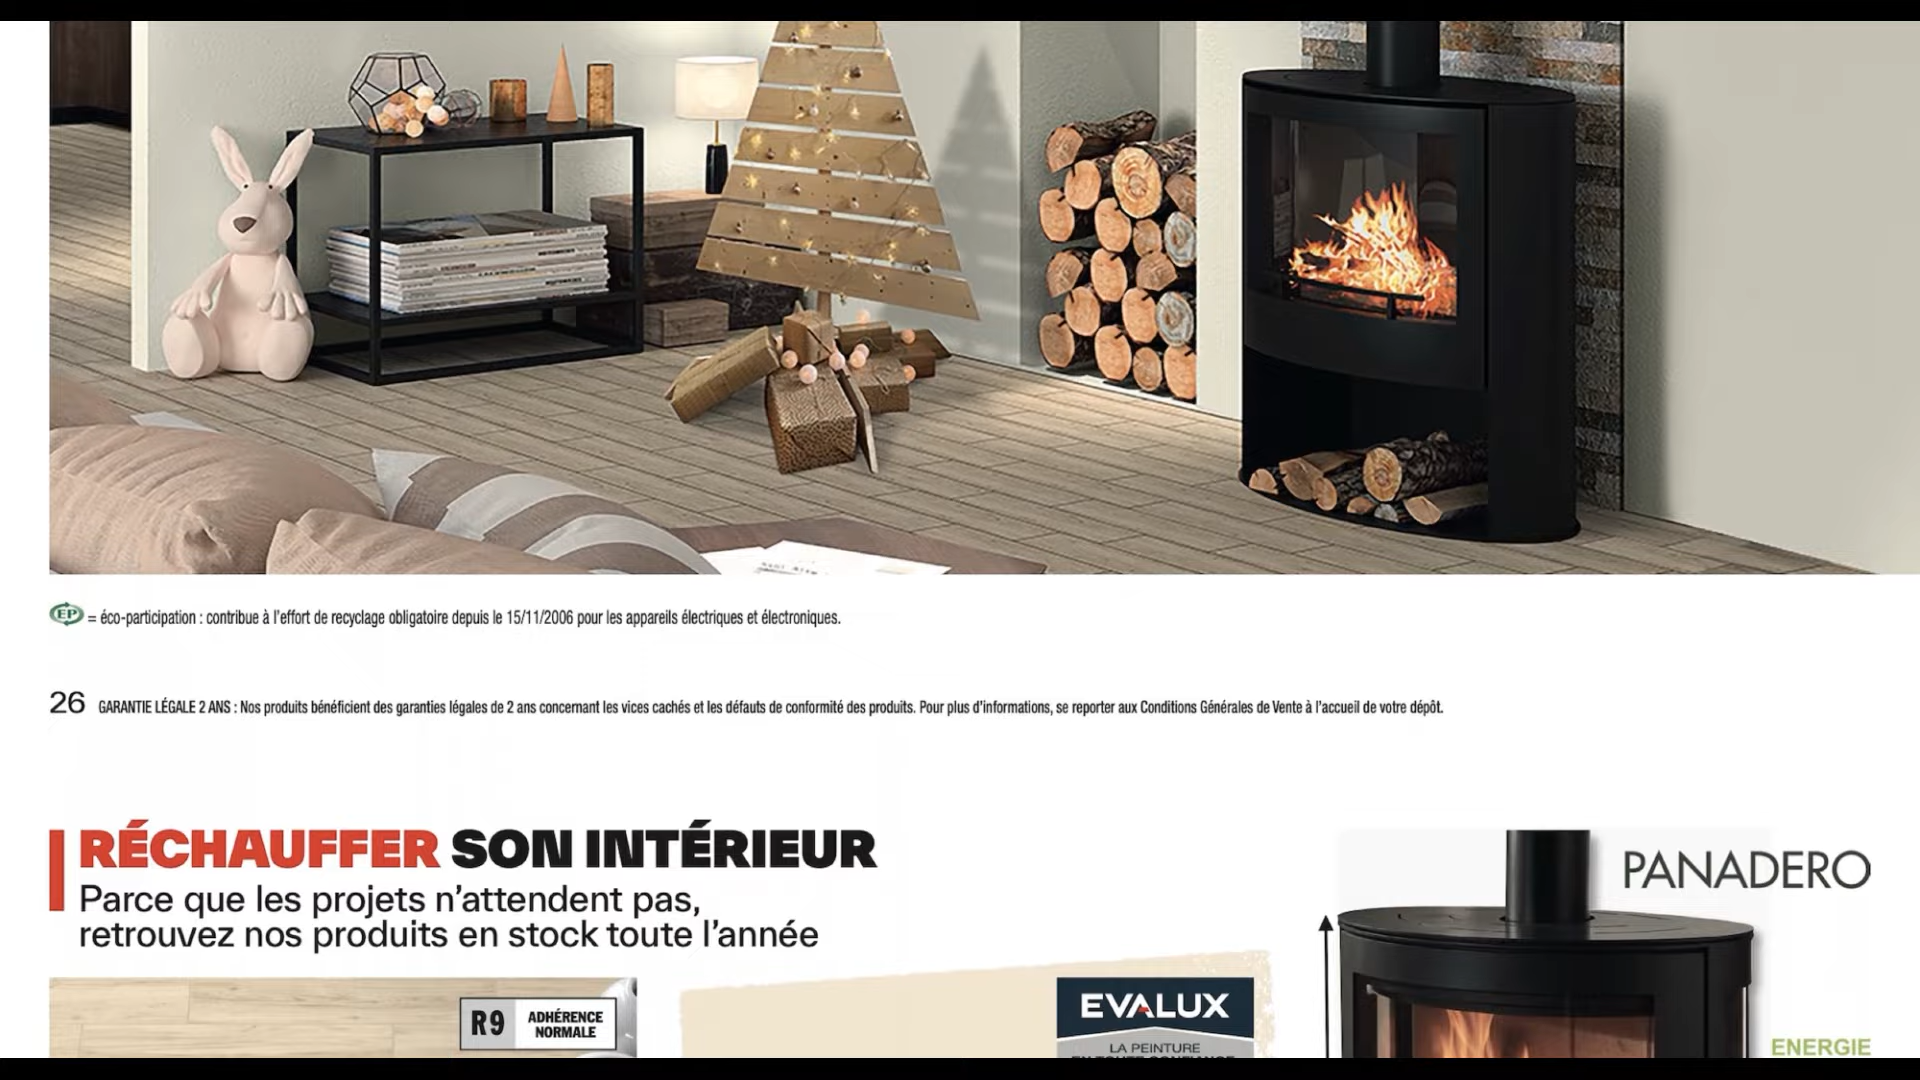 EP = éco-participation : contribue à l'effort de recyclage obligatoire depuis le 15/11/2006 pour les appareils électriques et électroniques.
26 GARANTIE LÉGALE 2 ANS : Nos produits bénéficient des garanties légales de 2 ans concernant les vices cachés et les défauts de conformité des produits. Pour plus d'informations, se reporter aux Conditions Générales de Vente à l'accueil de votre dépôt.
RÉCHAUFFER SON INTÉRIEUR
Parce que les projets n'attendent pas,
retrouvez nos produits en stock toute l'année
PANADERO
R9 ADHÉRENCE
NORMALE
EVALUX
LA PEINTURE
EN TOUTE CONFIANCE
ENERGIE